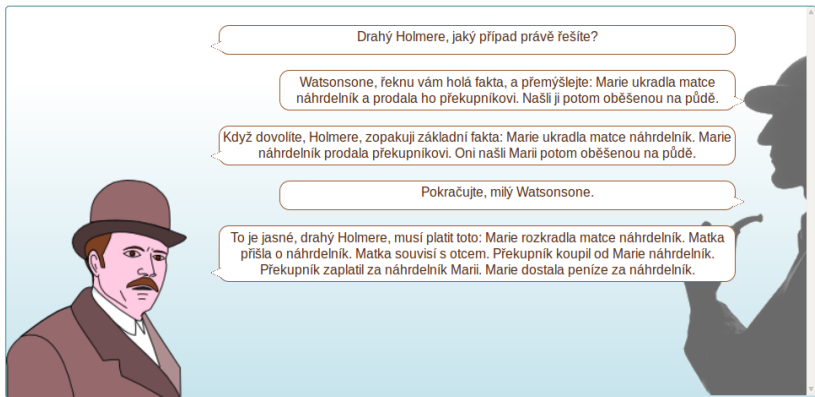 Drahý Holmere, jaký případ právě řešíte?
Watsonsone, řeknu vám holá fakta, a přemýšlejte: Marie ukradla matce
náhrdelník a prodala ho překupníkovi. Našli ji potom oběšenou na půdě.
Když dovolíte, Holmere, zopakuji základní fakta: Marie ukradla matce náhrdelník. Marie
náhrdelník prodala překupníkovi. Oni našli Marii potom oběšenou na půdě.
Pokračujte, milý Watsonsone.
To je jasné, drahý Holmere, musí platit toto: Marie rozkradla matce náhrdelník. Matka
přišla o náhrdelník. Matka souvisí s otcem. Překupník koupil od Marie náhrdelník.
Překupník zaplatil za náhrdelník Marii. Marie dostala peníze za náhrdelník.